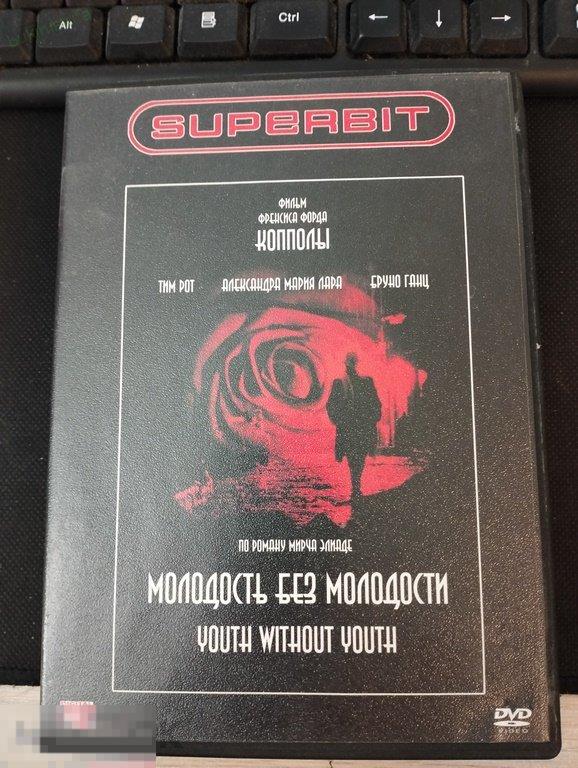 Alt
Ctrl
SUPERBIT
ФИЛЬМ
ФРЕНСИСА ФОРДА
КОППОЛЫ
ТИМ РОТ АЛЕКСАНДРА МАРИЯ ЛАРА БРУНО ГАНЦ
ПО РОМАНУ МИРЧА ЭЛИАДЕ
МОЛОДОСТЬ БЕЗ МОЛОДОСТИ
YOUTH WITHOUT YOUTH
DIGITAL
DVD
VIDEO